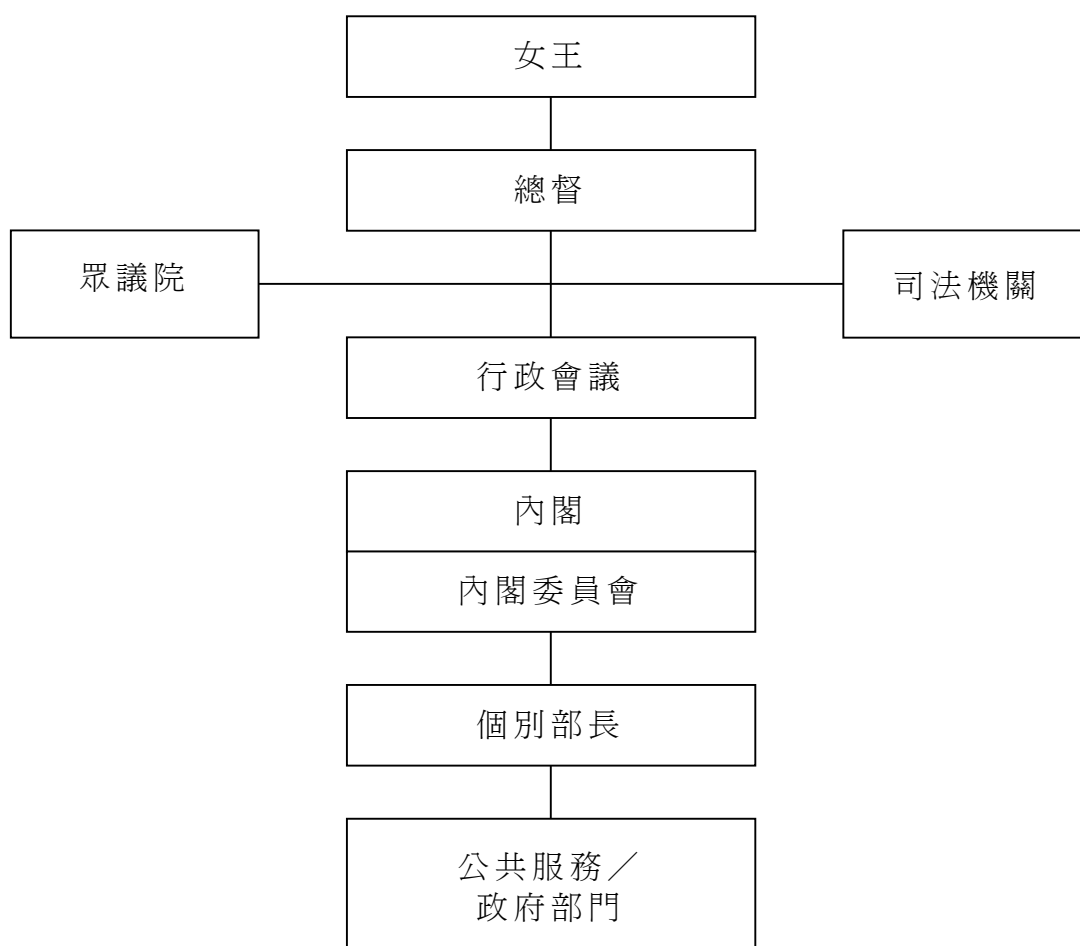 女王
總督
眾議院
司法機關
行政會議
內閣
內閣委員會
個別部長
公共服務／
政府部門